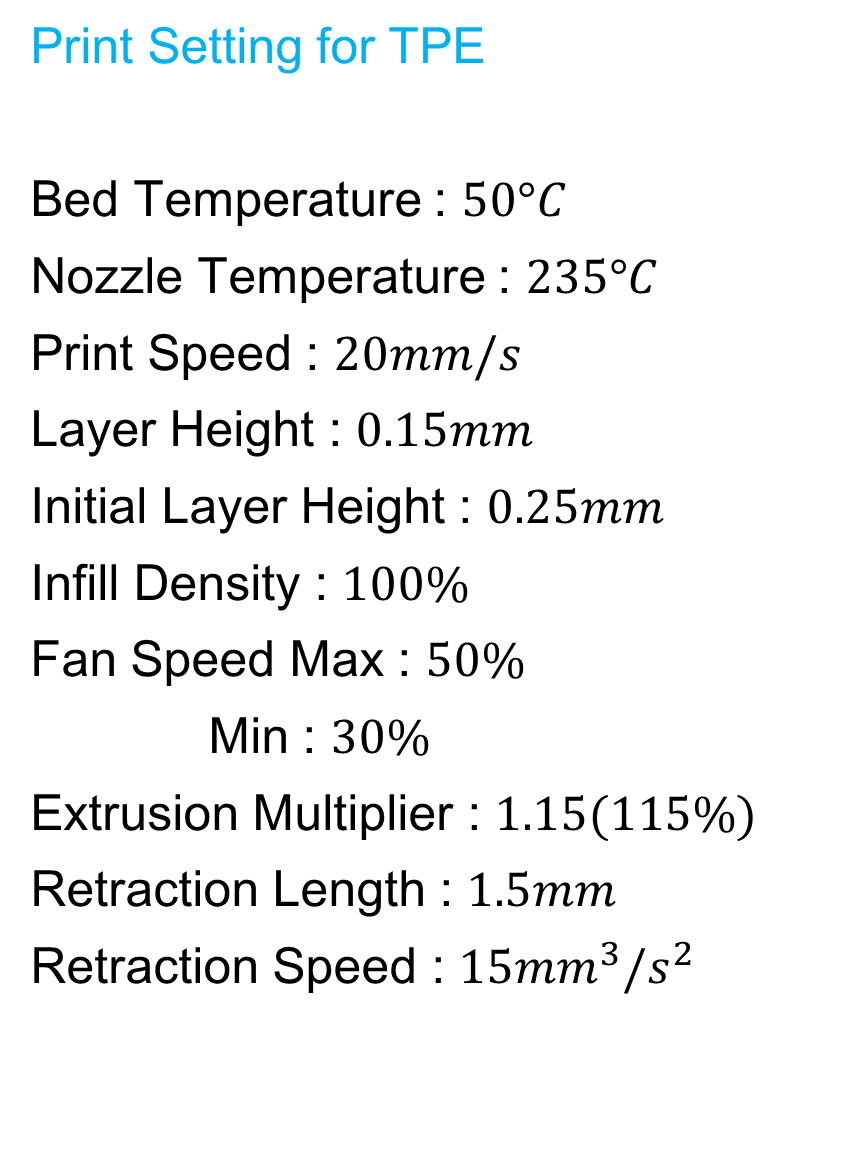 Print Setting for TPE
Bed Temperature : 50°C
Nozzle Temperature : 235°C
Print Speed : 20mm/s
Layer Height : 0.15mm
Initial Layer Height : 0.25mm
Infill Density : 100%
Fan Speed Max : 50%
Min : 30%
Extrusion Multiplier : 1.15(115%)
Retraction Length : 1.5mm
Retraction Speed : 15mm³/s²